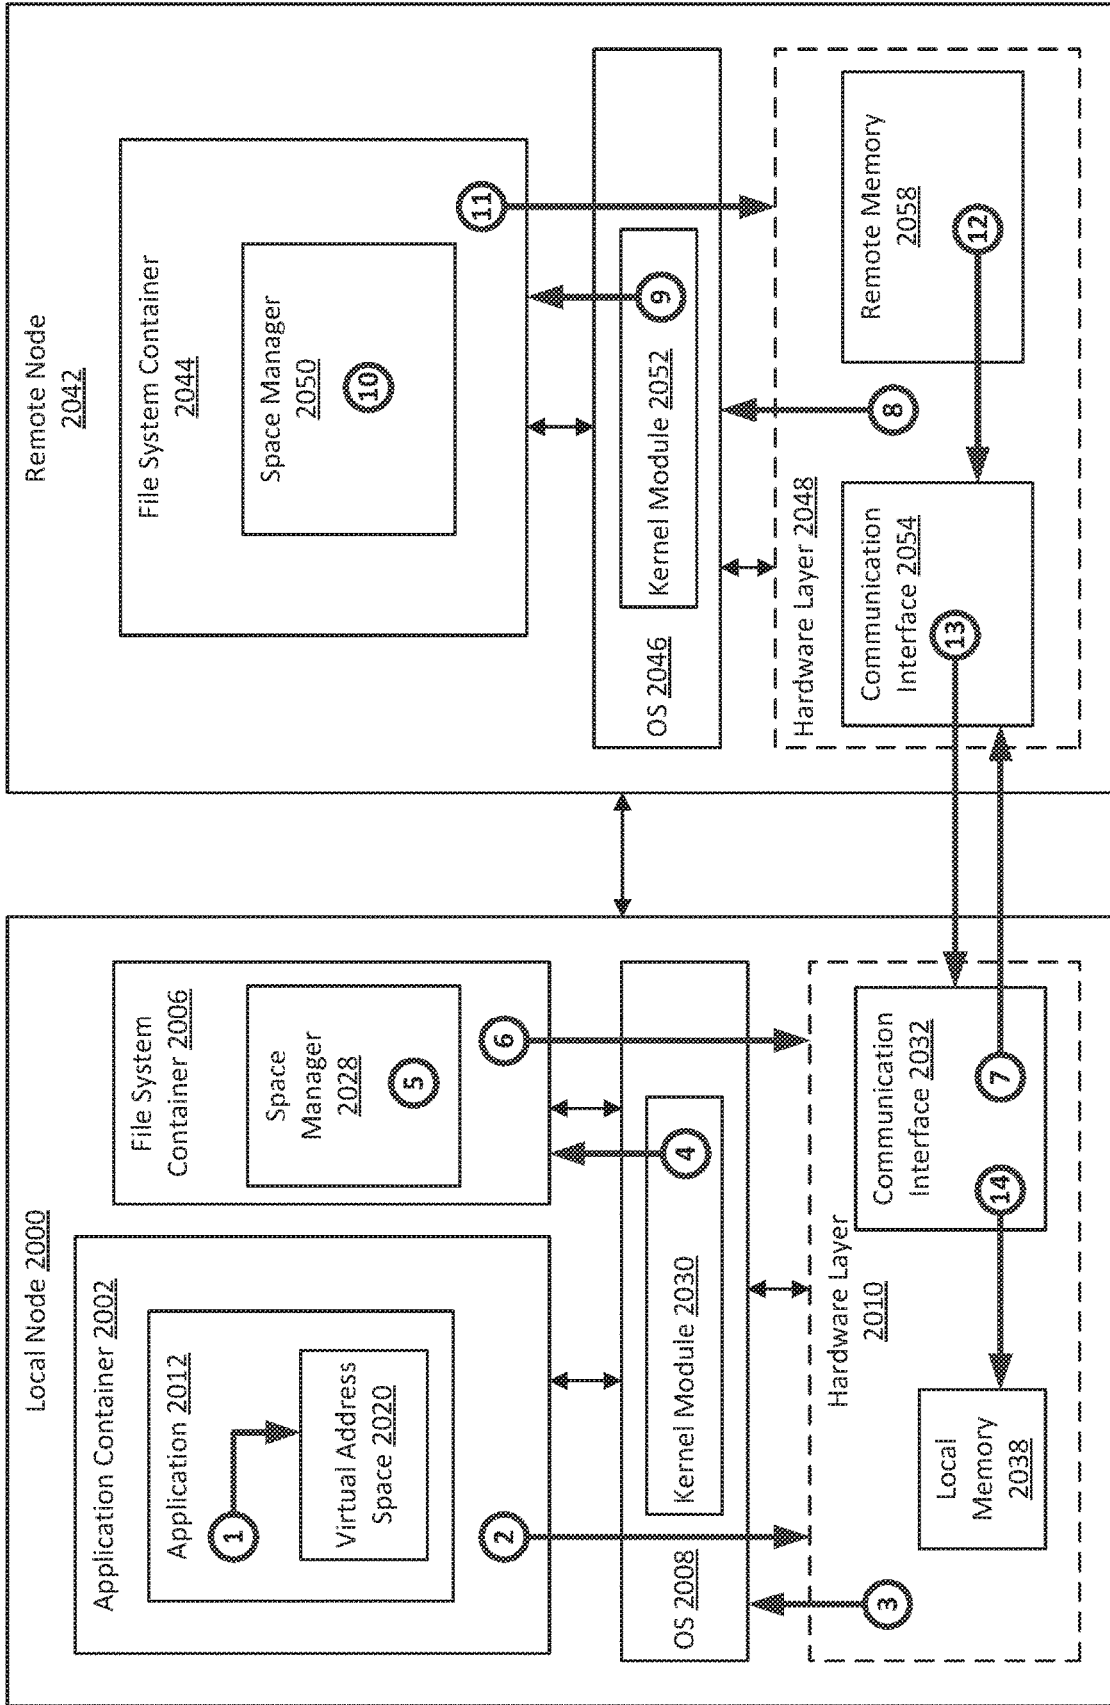 Local Node 2000
Application Container 2002
Application 2012
1
Virtual Address
Space 2020
2
File System
Container 2006
Space
Manager
2028
5
6
OS 2008
Kernel Module 2030
4
3
Hardware Layer
2010
Local
Memory
2038
Communication
Interface 2032
14
7
Remote Node
2042
File System Container
2044
Space Manager
2050
10
11
OS 2046
Kernel Module 2052
9
Hardware Layer 2048
8
Communication
Interface 2054
13
Remote Memory
2058
12